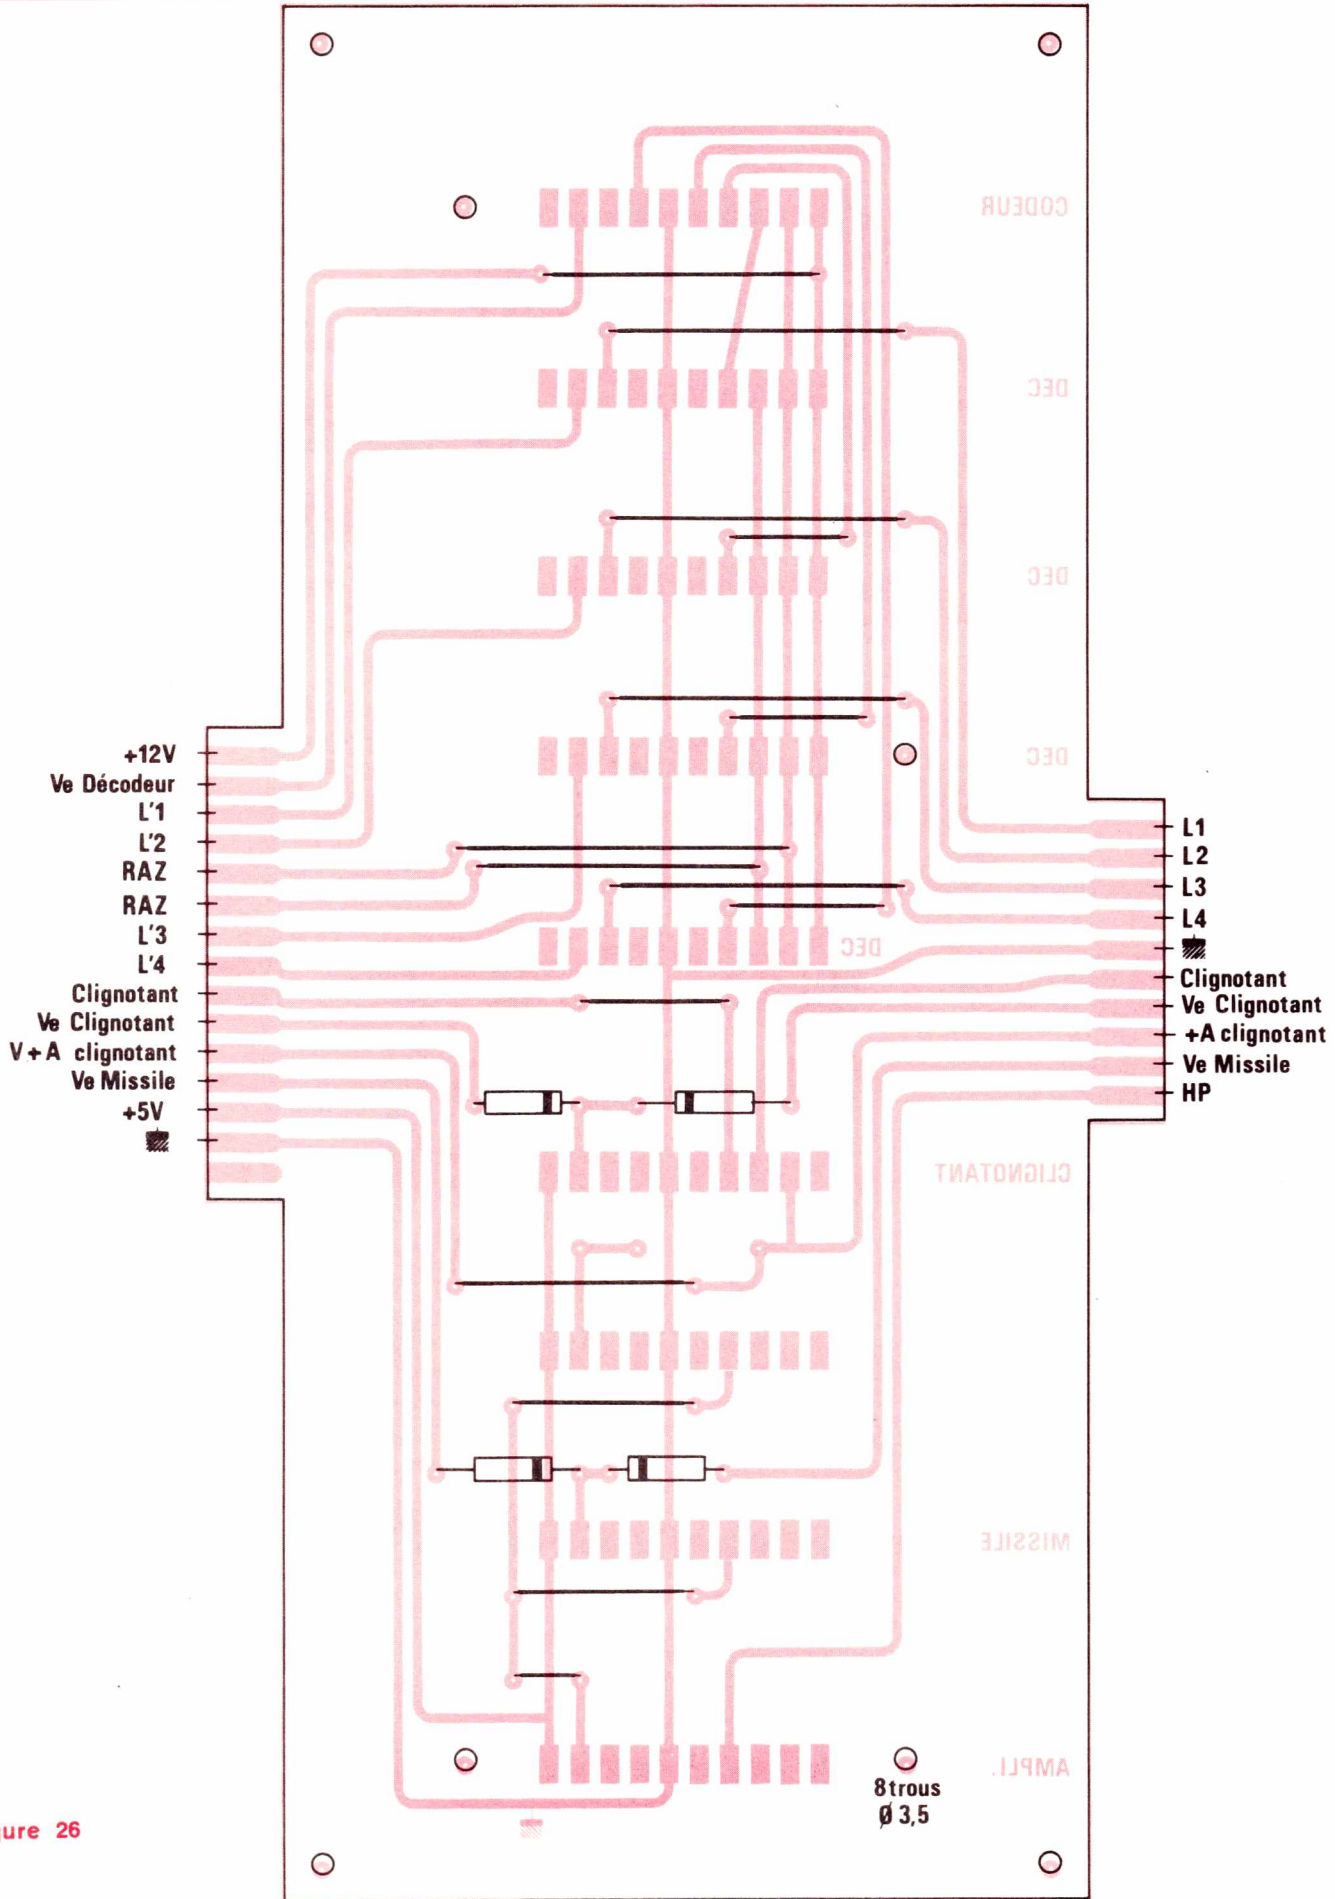 CODEUR
DEC
DEC
DEC
DEC
+12V
Ve Décodeur
L'1
L'2
RAZ
RAZ
L'3
L'4
Clignotant
Ve Clignotant
V+A clignotant
Ve Missile
+5V
L1
L2
L3
L4
Clignotant
Ve Clignotant
+A clignotant
Ve Missile
HP
CLIGNOTANT
MISSILE
AMPLI.
8 trous
Ø 3,5
ure 26